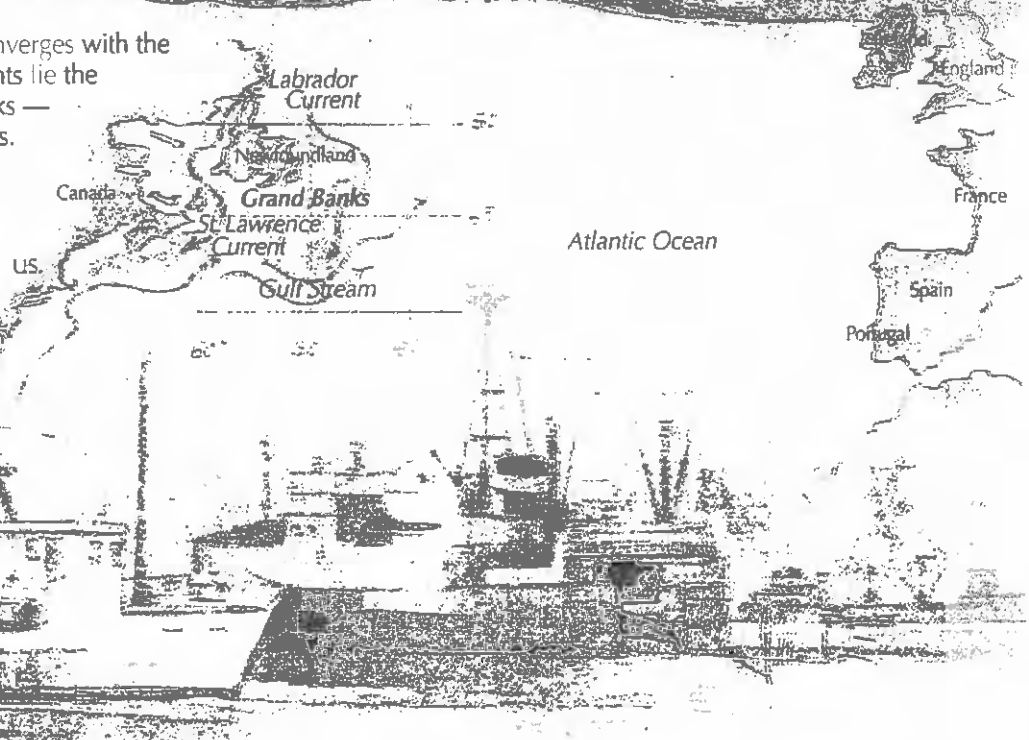 nverges with the
nts lie the
ks —
s.
Labrador
Current
Newfoundland
Canada
Grand Banks
St. Lawrence
Current
U.S.
Gulf Stream
Atlantic Ocean
England
France
Spain
Portugal